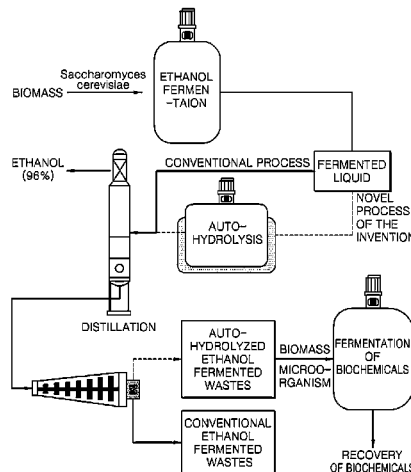 ETHANOL
FERMEN
-TAION
Saccharomyces
cerevisiae
BIOMASS
ETHANOL
(96%)
CONVENTIONAL PROCESS
FERMENTED
LIQUID
NOVEL
PROCESS
OF THE
INVENTION
AUTO-
HYDROLYSIS
DISTILLATION
AUTO-
HYDROLYZED
ETHANOL
FERMENTED
WASTES
BIOMASS
MICROO-
RGANISM
FERMENTATION
OF
BIOCHEMICALS
CONVENTIONAL
ETHANOL
FERMENTED
WASTES
RECOVERY
OF BIOCHEMICALS